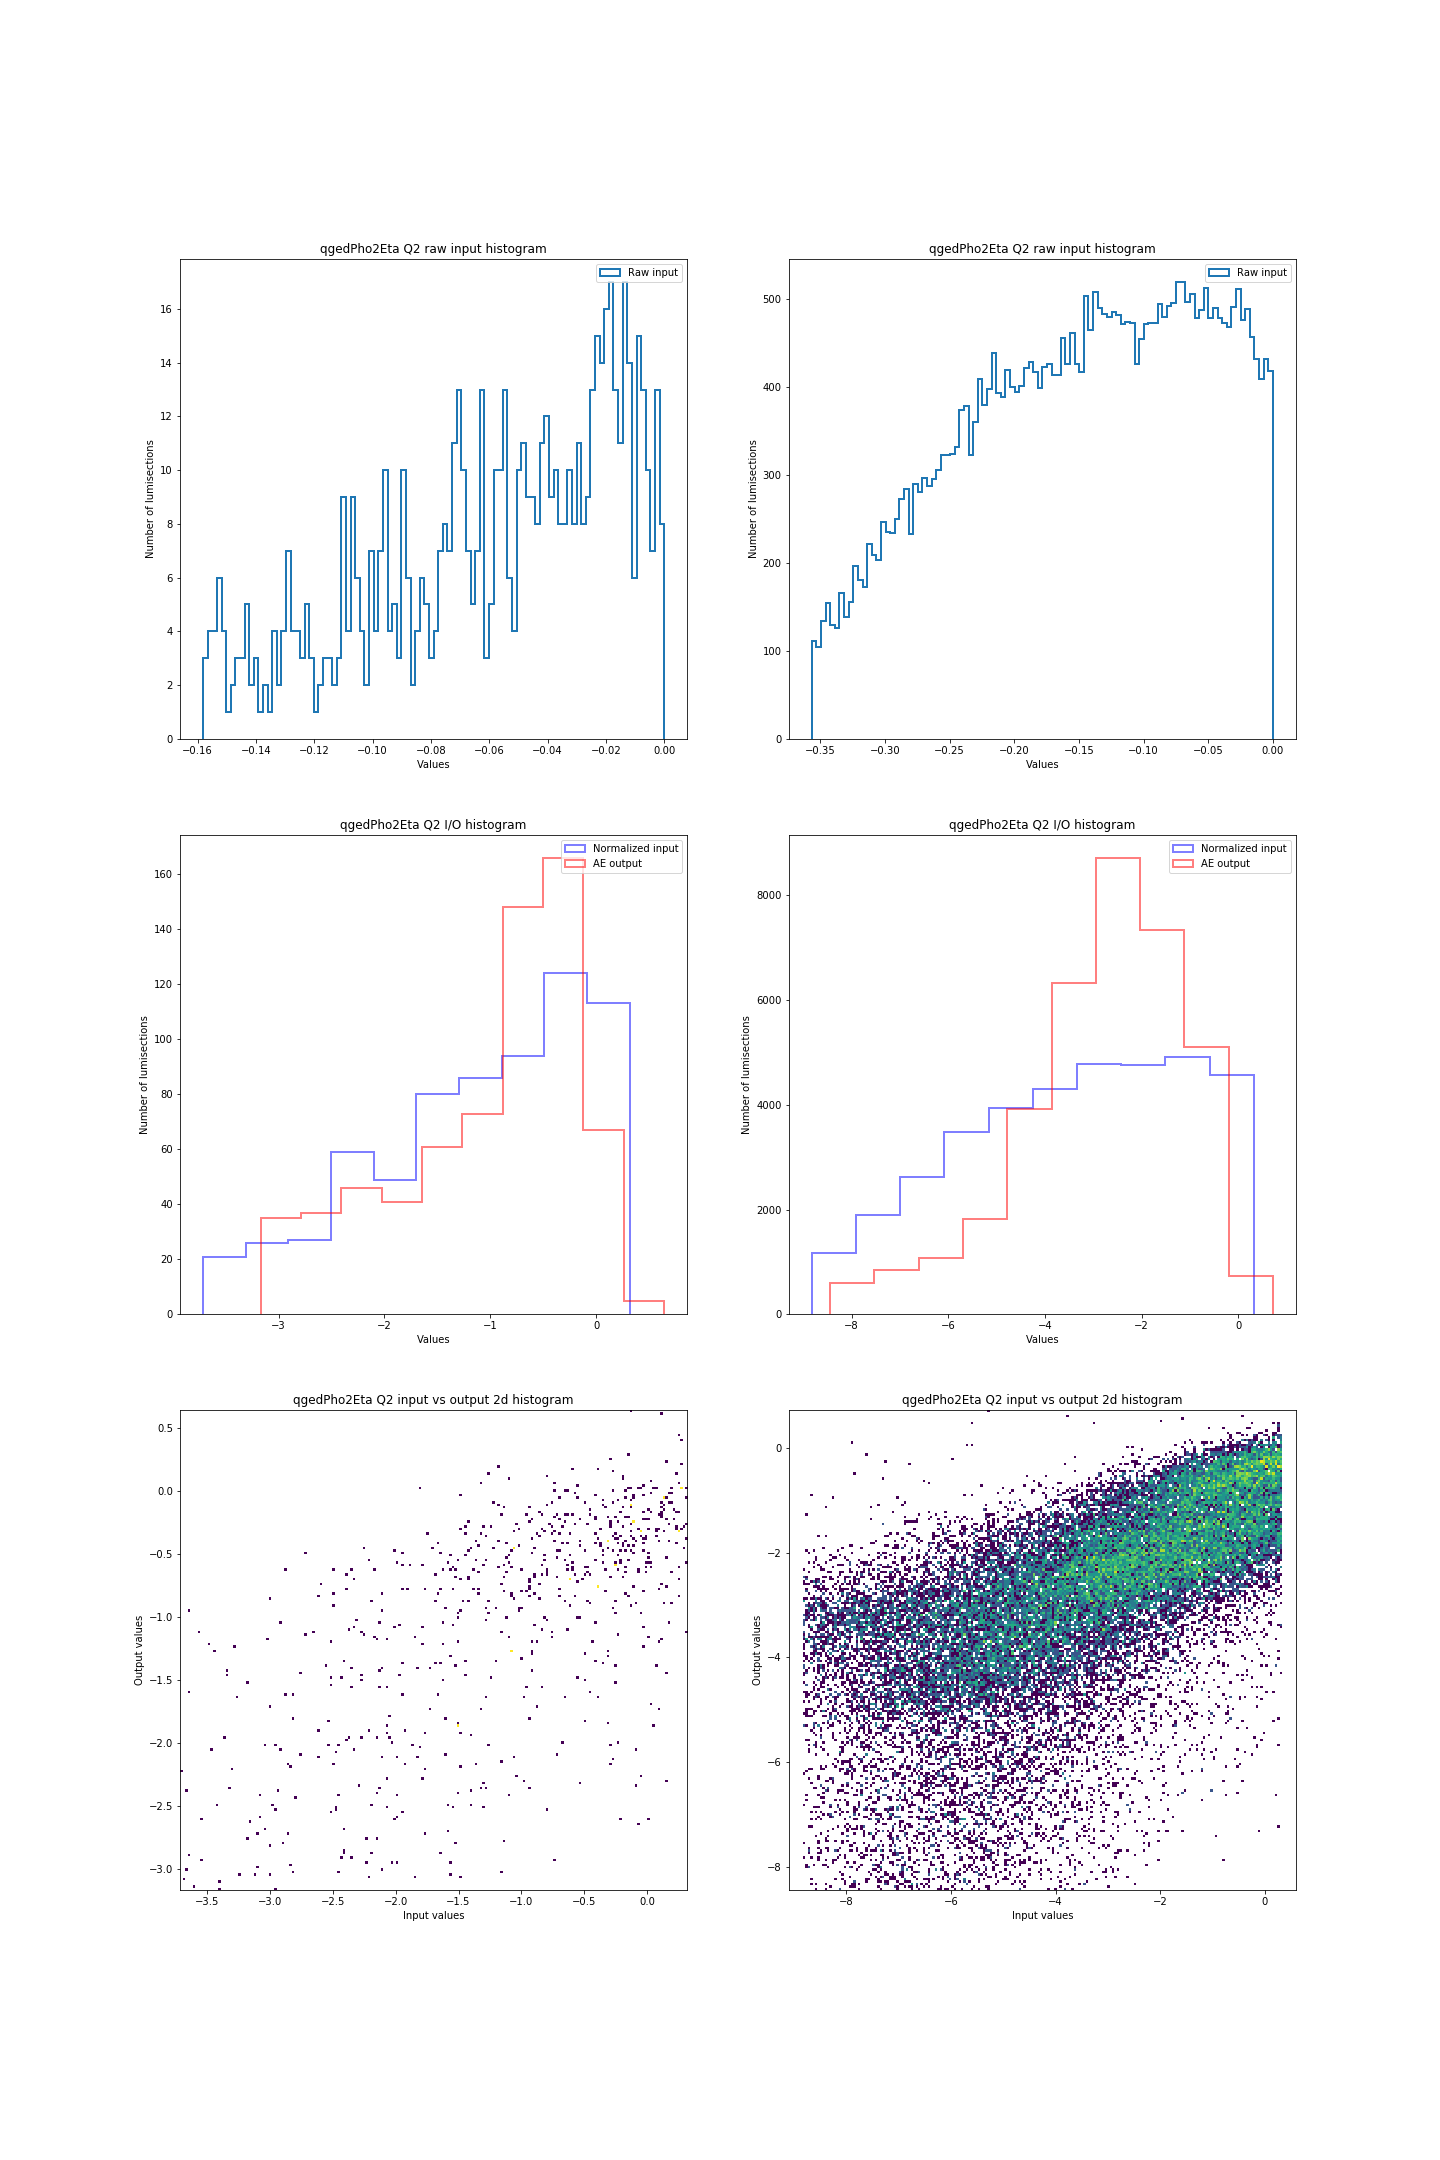 qgedPho2Eta Q2 raw input histogram
Raw input
Number of lumisections
16
14
12
10
8
6
4
2
0
−0.16 −0.14 −0.12 −0.10 −0.08 −0.06 −0.04 −0.02 0.00
Values
qgedPho2Eta Q2 raw input histogram
Raw input
Number of lumisections
500
400
300
200
100
0
−0.35 −0.30 −0.25 −0.20 −0.15 −0.10 −0.05 0.00
Values
qgedPho2Eta Q2 I/O histogram
Normalized input
AE output
Number of lumisections
160
140
120
100
80
60
40
20
0
−3 −2 −1 0
Values
qgedPho2Eta Q2 I/O histogram
Normalized input
AE output
Number of lumisections
8000
6000
4000
2000
0
−8 −6 −4 −2 0
Values
qgedPho2Eta Q2 input vs output 2d histogram
Output values
0.5
0.0
−0.5
−1.0
−1.5
−2.0
−2.5
−3.0
−3.5 −3.0 −2.5 −2.0 −1.5 −1.0 −0.5 0.0
Input values
qgedPho2Eta Q2 input vs output 2d histogram
Output values
0
−2
−4
−6
−8
−8 −6 −4 −2 0
Input values